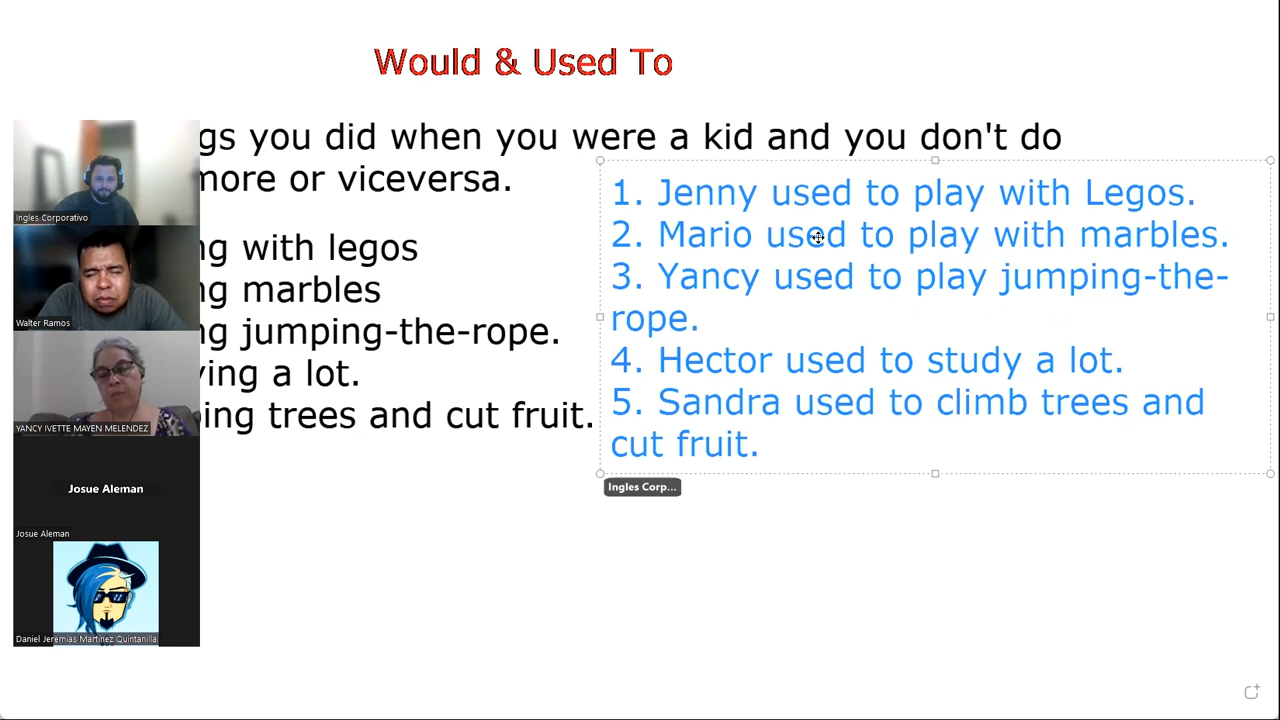 Would & Used To
gs you did when you were a kid and you don't do
more or viceversa.
ng with legos
ng marbles
ng jumping-the-rope.
ying a lot.
bing trees and cut fruit.
1. Jenny used to play with Legos.
2. Mario used to play with marbles.
3. Yancy used to play jumping-the-
rope.
4. Hector used to study a lot.
5. Sandra used to climb trees and
cut fruit.
Ingles Corp...
Ingles Corporativo
Walter Ramos
YANCY IVETTE MAYEN MELENDEZ
Josue Aleman
Josue Aleman
Daniel Jeremías Martínez Quintanilla